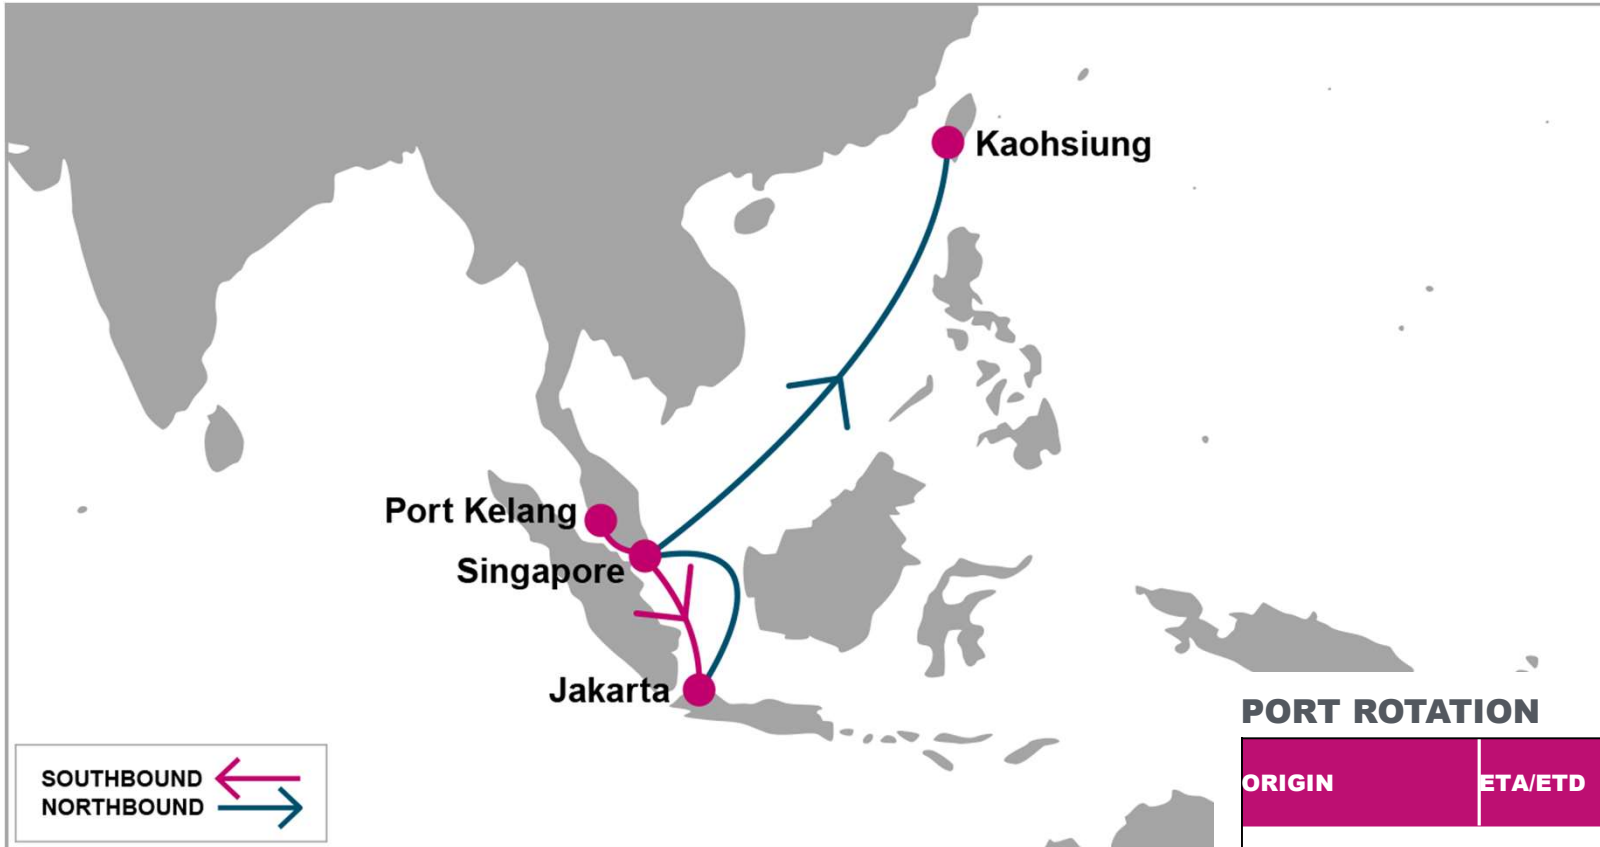 Kaohsiung
Port Kelang
Singapore
Jakarta
SOUTHBOUND
NORTHBOUND
PORT ROTATION
ORIGIN ETA/ETD